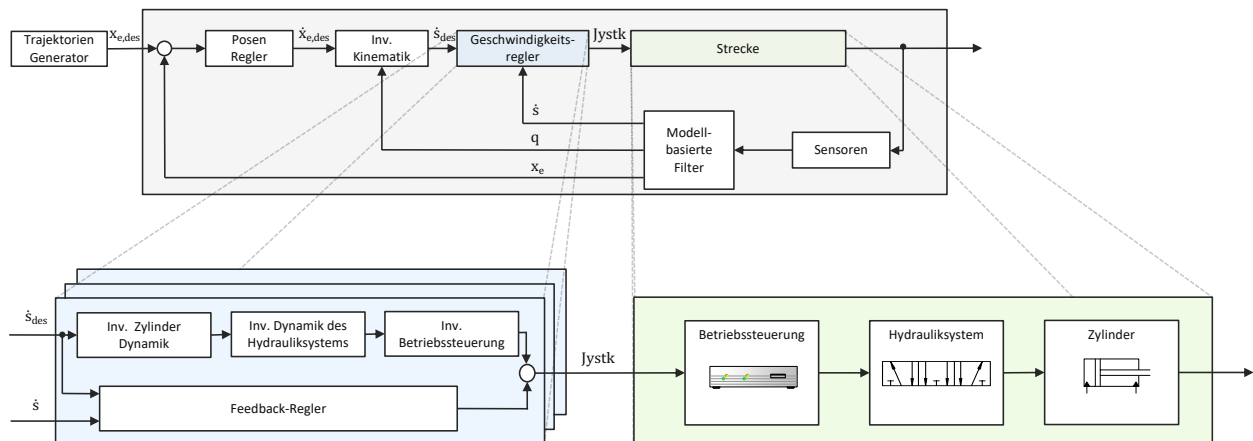 x_e,des
ẋ_e,des
ṡ_des
Jystk
Trajektorien
Generator
Posen
Regler
Inv.
Kinematik
Geschwindigkeits-
regler
Strecke
ṡ
q
x_e
Modell-
basierte
Filter
Sensoren
ṡ_des
Inv. Zylinder
Dynamik
Inv. Dynamik des
Hydrauliksystems
Inv.
Betriebssteuerung
ṡ
Feedback-Regler
Jystk
Betriebssteuerung
Hydrauliksystem
Zylinder